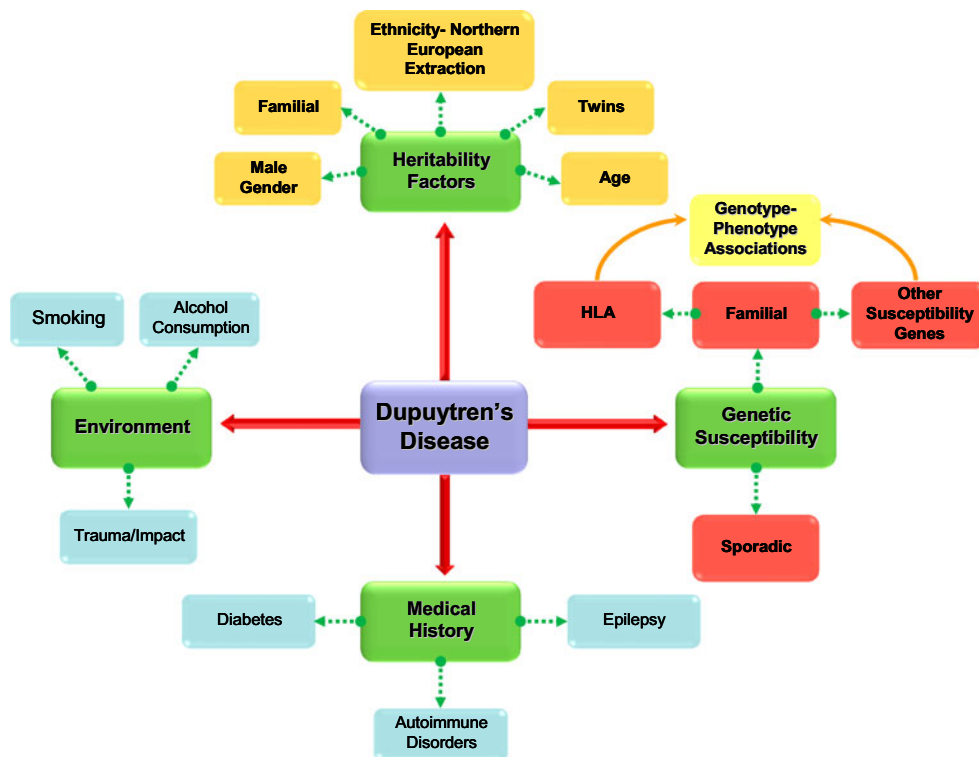 Ethnicity- Northern
European
Extraction
Familial
Twins
Male
Gender
Heritability
Factors
Age
Genotype-
Phenotype
Associations
HLA
Familial
Other
Susceptibility
Genes
Smoking
Alcohol
Consumption
Environment
Dupuytren’s
Disease
Genetic
Susceptibility
Trauma/Impact
Sporadic
Diabetes
Medical
History
Epilepsy
Autoimmune
Disorders